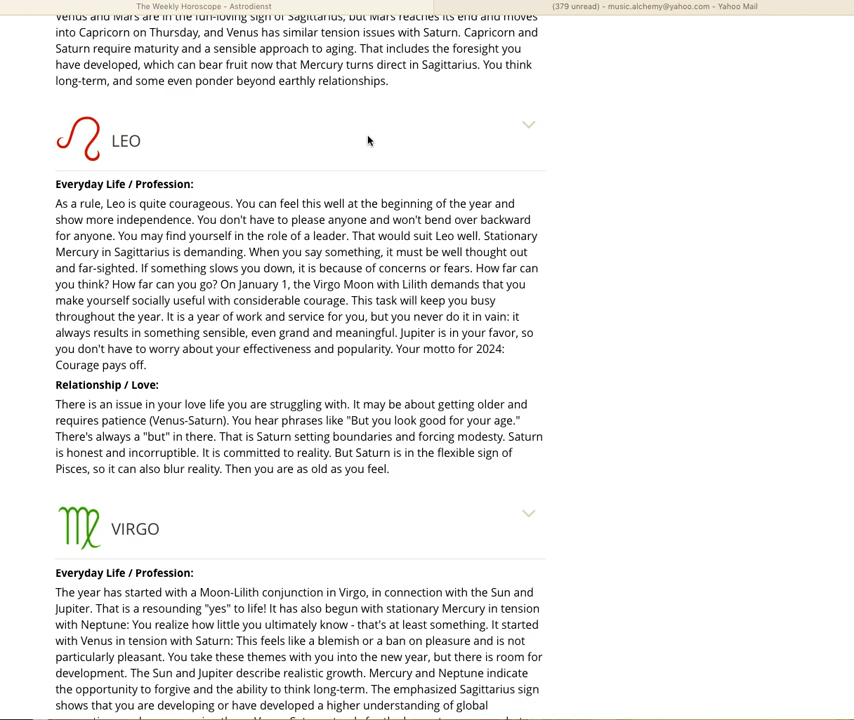 The Weekly Horoscope - Astrodienst
(379 unread) - music.alchemy@yahoo.com - Yahoo Mail
Venus and Mars are in the fun-loving sign of Sagittarius, but Mars reaches its end and moves
into Capricorn on Thursday, and Venus has similar tension issues with Saturn. Capricorn and
Saturn require maturity and a sensible approach to aging. That includes the foresight you
have developed, which can bear fruit now that Mercury turns direct in Sagittarius. You think
long-term, and some even ponder beyond earthly relationships.
LEO
Everyday Life / Profession:
As a rule, Leo is quite courageous. You can feel this well at the beginning of the year and
show more independence. You don't have to please anyone and won't bend over backward
for anyone. You may find yourself in the role of a leader. That would suit Leo well. Stationary
Mercury in Sagittarius is demanding. When you say something, it must be well thought out
and far-sighted. If something slows you down, it is because of concerns or fears. How far can
you think? How far can you go? On January 1, the Virgo Moon with Lilith demands that you
make yourself socially useful with considerable courage. This task will keep you busy
throughout the year. It is a year of work and service for you, but you never do it in vain: it
always results in something sensible, even grand and meaningful. Jupiter is in your favor, so
you don't have to worry about your effectiveness and popularity. Your motto for 2024:
Courage pays off.
Relationship / Love:
There is an issue in your love life you are struggling with. It may be about getting older and
requires patience (Venus-Saturn). You hear phrases like "But you look good for your age."
There's always a "but" in there. That is Saturn setting boundaries and forcing modesty. Saturn
is honest and incorruptible. It is committed to reality. But Saturn is in the flexible sign of
Pisces, so it can also blur reality. Then you are as old as you feel.
VIRGO
Everyday Life / Profession:
The year has started with a Moon-Lilith conjunction in Virgo, in connection with the Sun and
Jupiter. That is a resounding "yes" to life! It has also begun with stationary Mercury in tension
with Neptune: You realize how little you ultimately know - that's at least something. It started
with Venus in tension with Saturn: This feels like a blemish or a ban on pleasure and is not
particularly pleasant. You take these themes with you into the new year, but there is room for
development. The Sun and Jupiter describe realistic growth. Mercury and Neptune indicate
the opportunity to forgive and the ability to think long-term. The emphasized Sagittarius sign
shows that you are developing or have developed a higher understanding of global